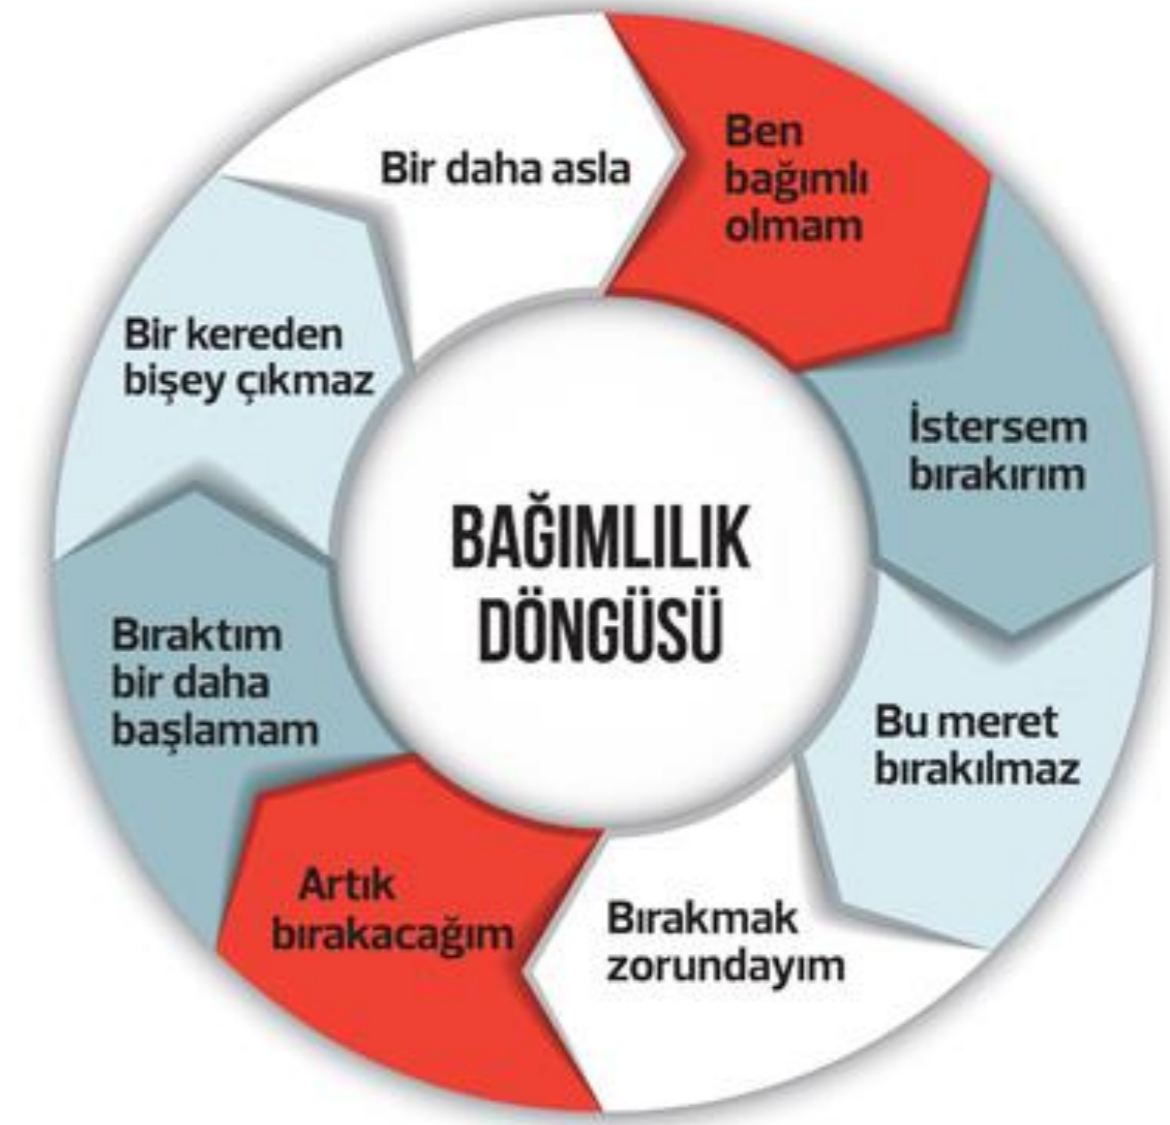 BAĞIMLILIK
DÖNGÜSÜ
Ben
bağımlı
olmam
İstersem
bırakırım
Bu meret
bırakılmaz
Bırakmak
zorundayım
Artık
bırakacağım
Bıraktım
bir daha
başlamam
Bir kereden
bişey çıkmaz
Bir daha asla